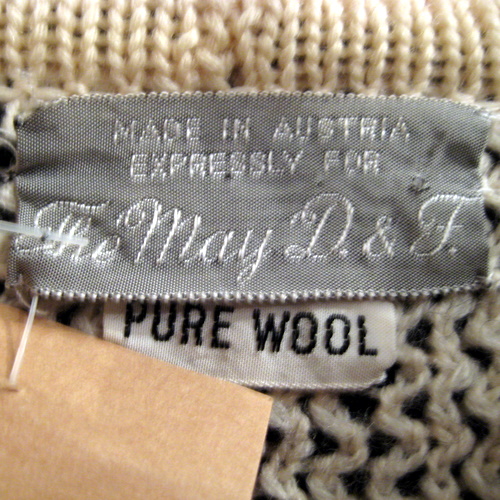 MADE IN AUSTRIA
EXPRESSLY FOR
The May D. & F.
PURE WOOL